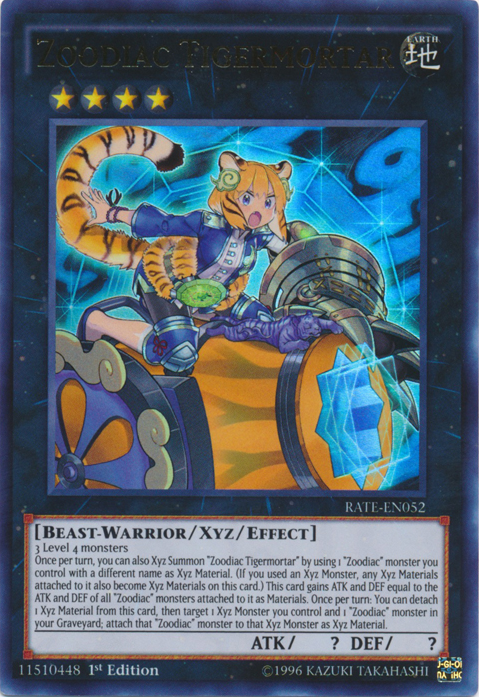 Zoodiac Tigermortar
EARTH
地
RATE-EN052
[Beast-Warrior/Xyz/Effect]
3 Level 4 monsters
Once per turn, you can also Xyz Summon "Zoodiac Tigermortar" by using 1 "Zoodiac" monster you
control with a different name as Xyz Material. (If you used an Xyz Monster, any Xyz Materials
attached to it also become Xyz Materials on this card.) This card gains ATK and DEF equal to the
ATK and DEF of all "Zoodiac" monsters attached to it as Materials. Once per turn: You can detach
1 Xyz Material from this card, then target 1 Xyz Monster you control and 1 "Zoodiac" monster in
your Graveyard; attach that "Zoodiac" monster to that Xyz Monster as Xyz Material.
ATK/ ? DEF/ ?
11510448 1st Edition ©1996 KAZUKI TAKAHASHI